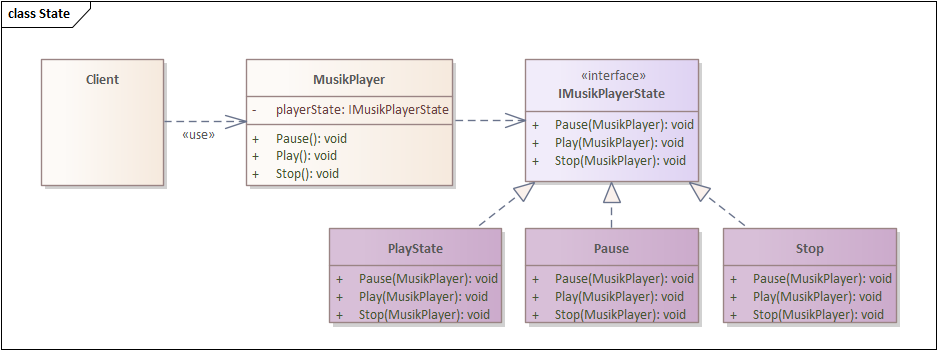 class State
Client
«use»
MusikPlayer
- playerState: IMusikPlayerState
+ Pause(): void
+ Play(): void
+ Stop(): void
«interface»
IMusikPlayerState
+ Pause(MusikPlayer): void
+ Play(MusikPlayer): void
+ Stop(MusikPlayer): void
PlayState
+ Pause(MusikPlayer): void
+ Play(MusikPlayer): void
+ Stop(MusikPlayer): void
Pause
+ Pause(MusikPlayer): void
+ Play(MusikPlayer): void
+ Stop(MusikPlayer): void
Stop
+ Pause(MusikPlayer): void
+ Play(MusikPlayer): void
+ Stop(MusikPlayer): void